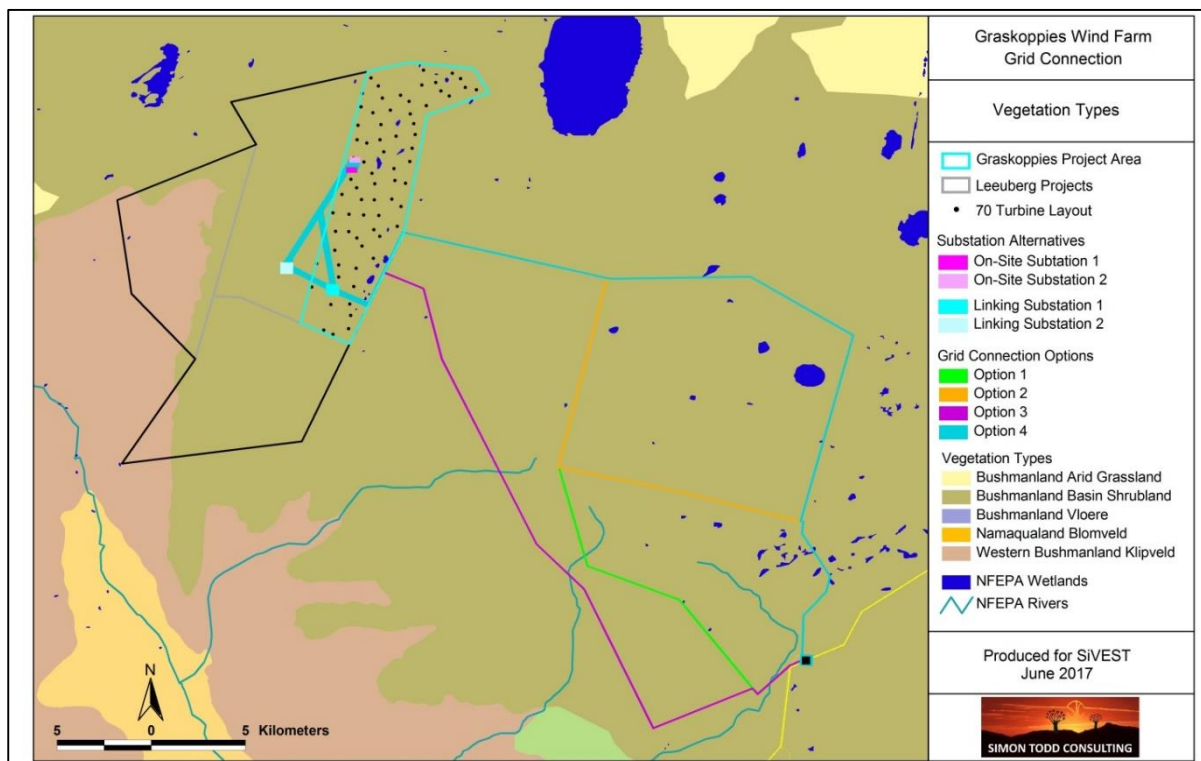 Graskoppies Wind Farm
Grid Connection
Vegetation Types
Graskoppies Project Area
Leeuberg Projects
70 Turbine Layout
Substation Alternatives
On-Site Substation 1
On-Site Substation 2
Linking Substation 1
Linking Substation 2
Grid Connection Options
Option 1
Option 2
Option 3
Option 4
Vegetation Types
Bushmanland Arid Grassland
Bushmanland Basin Shrubland
Bushmanland Vloere
Namaqualand Blomveld
Western Bushmanland Klipveld
NFEPA Wetlands
NFEPA Rivers
Produced for SiVEST
June 2017
SIMON TODD CONSULTING
N
5 0 5 Kilometers